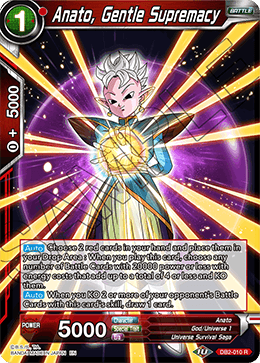 1
Anato, Gentle Supremacy
BATTLE
+ 5000
Auto Choose 2 red cards in your hand and place them in
your Drop Area : When you play this card, choose any
number of Battle Cards with 20000 power or less with
energy costs that add up to a total of 4 or less and KO
them.
Auto When you KO 2 or more of your opponent's Battle
Cards with this card's skill, draw 1 card.
POWER
5000
Character
Anato
Special Trait
God/Universe 1
Era
Universe Survival Saga
DB2-010 R